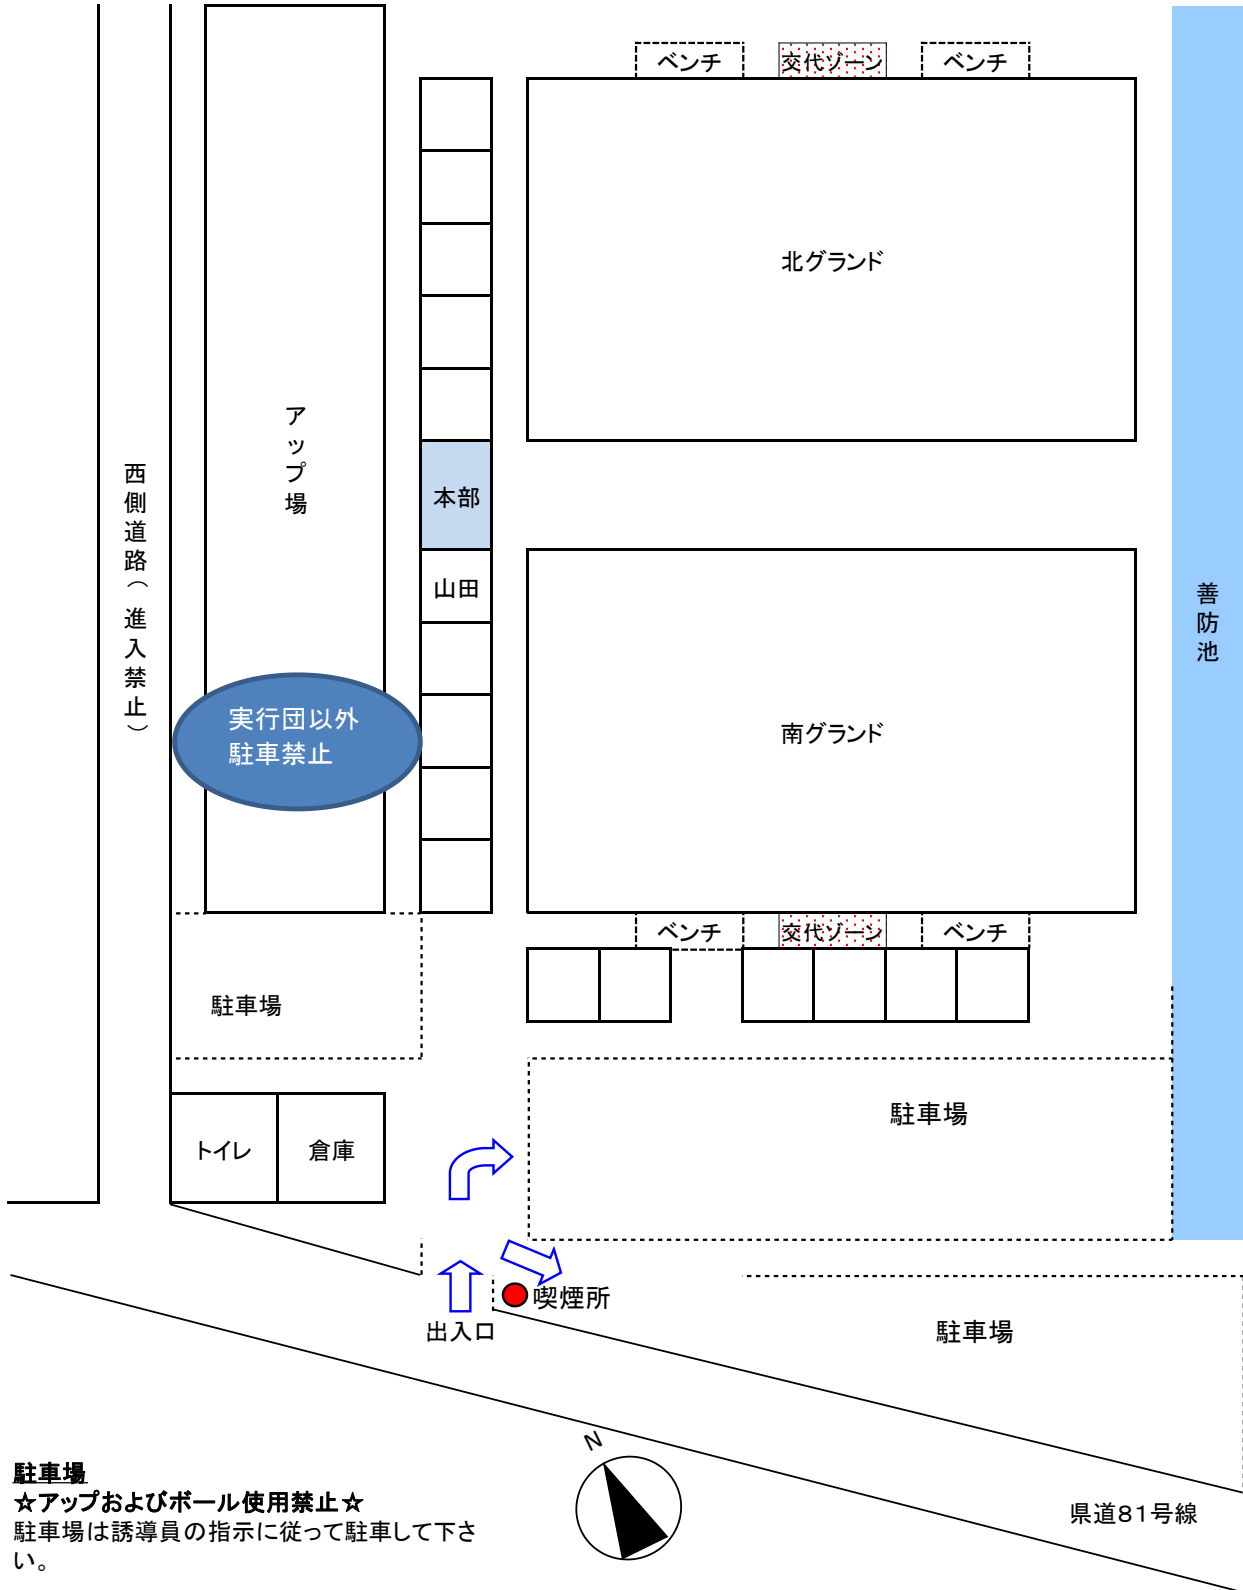 ベンチ
交代ゾーン
ベンチ
北グランド
アップ場
西側道路(進入禁止)
本部
山田
善防池
実行団以外
駐車禁止
南グランド
ベンチ
交代ゾーン
ベンチ
駐車場
駐車場
トイレ
倉庫
喫煙所
出入口
駐車場
N
駐車場
☆アップおよびボール使用禁止☆
駐車場は誘導員の指示に従って駐車して下さ
い。
県道81号線